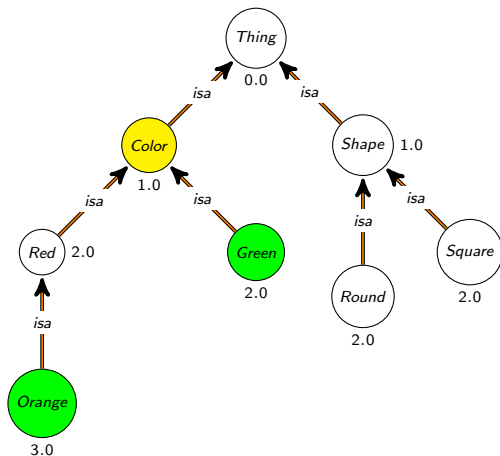 Thing
0.0
isa
isa
Color
1.0
Shape
1.0
isa
isa
isa
isa
Red
2.0
Green
2.0
Round
2.0
Square
2.0
isa
Orange
3.0